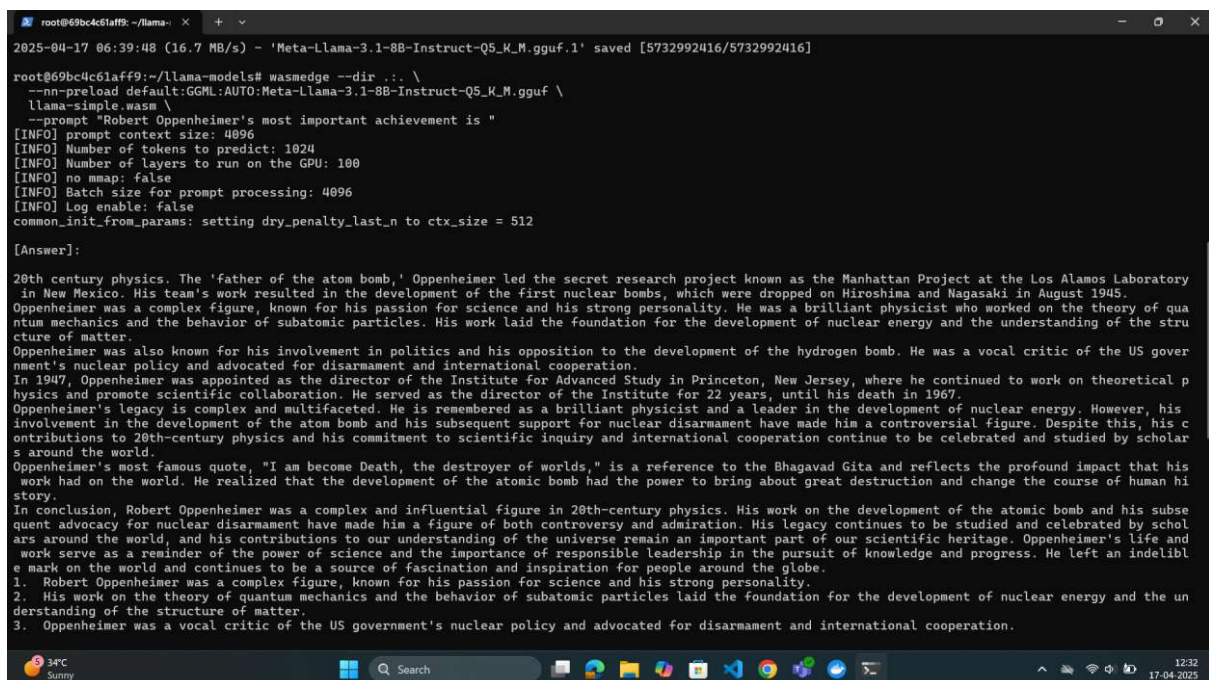 root@69bc4c61aff9: ~/llama-
2025-04-17 06:39:48 (16.7 MB/s) - 'Meta-Llama-3.1-8B-Instruct-Q5_K_M.gguf.1' saved [5732992416/5732992416]
root@69bc4c61aff9:~/llama-models# wasmedge --dir .:. \
--nn-preload default:GGML:AUTO:Meta-Llama-3.1-8B-Instruct-Q5_K_M.gguf \
llama-simple.wasm \
--prompt "Robert Oppenheimer's most important achievement is "
[INFO] prompt context size: 4096
[INFO] Number of tokens to predict: 1024
[INFO] Number of layers to run on the GPU: 100
[INFO] no mmap: false
[INFO] Batch size for prompt processing: 4096
[INFO] Log enable: false
common_init_from_params: setting dry_penalty_last_n to ctx_size = 512
[Answer]:
20th century physics. The 'father of the atom bomb,' Oppenheimer led the secret research project known as the Manhattan Project at the Los Alamos Laboratory
in New Mexico. His team's work resulted in the development of the first nuclear bombs, which were dropped on Hiroshima and Nagasaki in August 1945.
Oppenheimer was a complex figure, known for his passion for science and his strong personality. He was a brilliant physicist who worked on the theory of qua
ntum mechanics and the behavior of subatomic particles. His work laid the foundation for the development of nuclear energy and the understanding of the stru
cture of matter.
Oppenheimer was also known for his involvement in politics and his opposition to the development of the hydrogen bomb. He was a vocal critic of the US gover
nment's nuclear policy and advocated for disarmament and international cooperation.
In 1947, Oppenheimer was appointed as the director of the Institute for Advanced Study in Princeton, New Jersey, where he continued to work on theoretical p
hysics and promote scientific collaboration. He served as the director of the Institute for 22 years, until his death in 1967.
Oppenheimer's legacy is complex and multifaceted. He is remembered as a brilliant physicist and a leader in the development of nuclear energy. However, his
involvement in the development of the atom bomb and his subsequent support for nuclear disarmament have made him a controversial figure. Despite this, his c
ontributions to 20th-century physics and his commitment to scientific inquiry and international cooperation continue to be celebrated and studied by scholar
s around the world.
Oppenheimer's most famous quote, "I am become Death, the destroyer of worlds," is a reference to the Bhagavad Gita and reflects the profound impact that his
work had on the world. He realized that the development of the atomic bomb had the power to bring about great destruction and change the course of human hi
story.
In conclusion, Robert Oppenheimer was a complex and influential figure in 20th-century physics. His work on the development of the atomic bomb and his subse
quent advocacy for nuclear disarmament have made him a figure of both controversy and admiration. His legacy continues to be studied and celebrated by schol
ars around the world, and his contributions to our understanding of the universe remain an important part of our scientific heritage. Oppenheimer's life and
work serve as a reminder of the power of science and the importance of responsible leadership in the pursuit of knowledge and progress. He left an indelibl
e mark on the world and continues to be a source of fascination and inspiration for people around the globe.
1. Robert Oppenheimer was a complex figure, known for his passion for science and his strong personality.
2. His work on the theory of quantum mechanics and the behavior of subatomic particles laid the foundation for the development of nuclear energy and the un
derstanding of the structure of matter.
3. Oppenheimer was a vocal critic of the US government's nuclear policy and advocated for disarmament and international cooperation.
5
34°C
Sunny
Search
12:32
17-04-2025